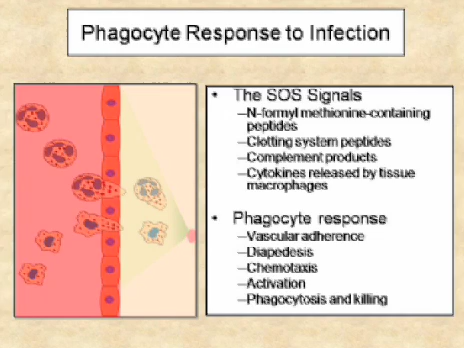 Phagocyte Response to Infection
• The SOS Signals
–N-formyl methionine-containing
peptides
–Clotting system peptides
–Complement products
–Cytokines released by tissue
macrophages
• Phagocyte response
–Vascular adherence
–Diapedesis
–Chemotaxis
–Activation
–Phagocytosis and killing